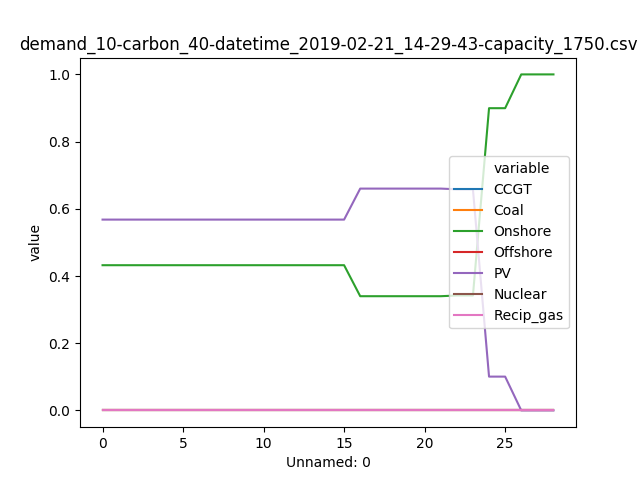 demand_10-carbon_40-datetime_2019-02-21_14-29-43-capacity_1750.csv
1.0
0.8
0.6
0.4
0.2
0.0
value
variable
CCGT
Coal
Onshore
Offshore
PV
Nuclear
Recip_gas
0 5 10 15 20 25
Unnamed: 0